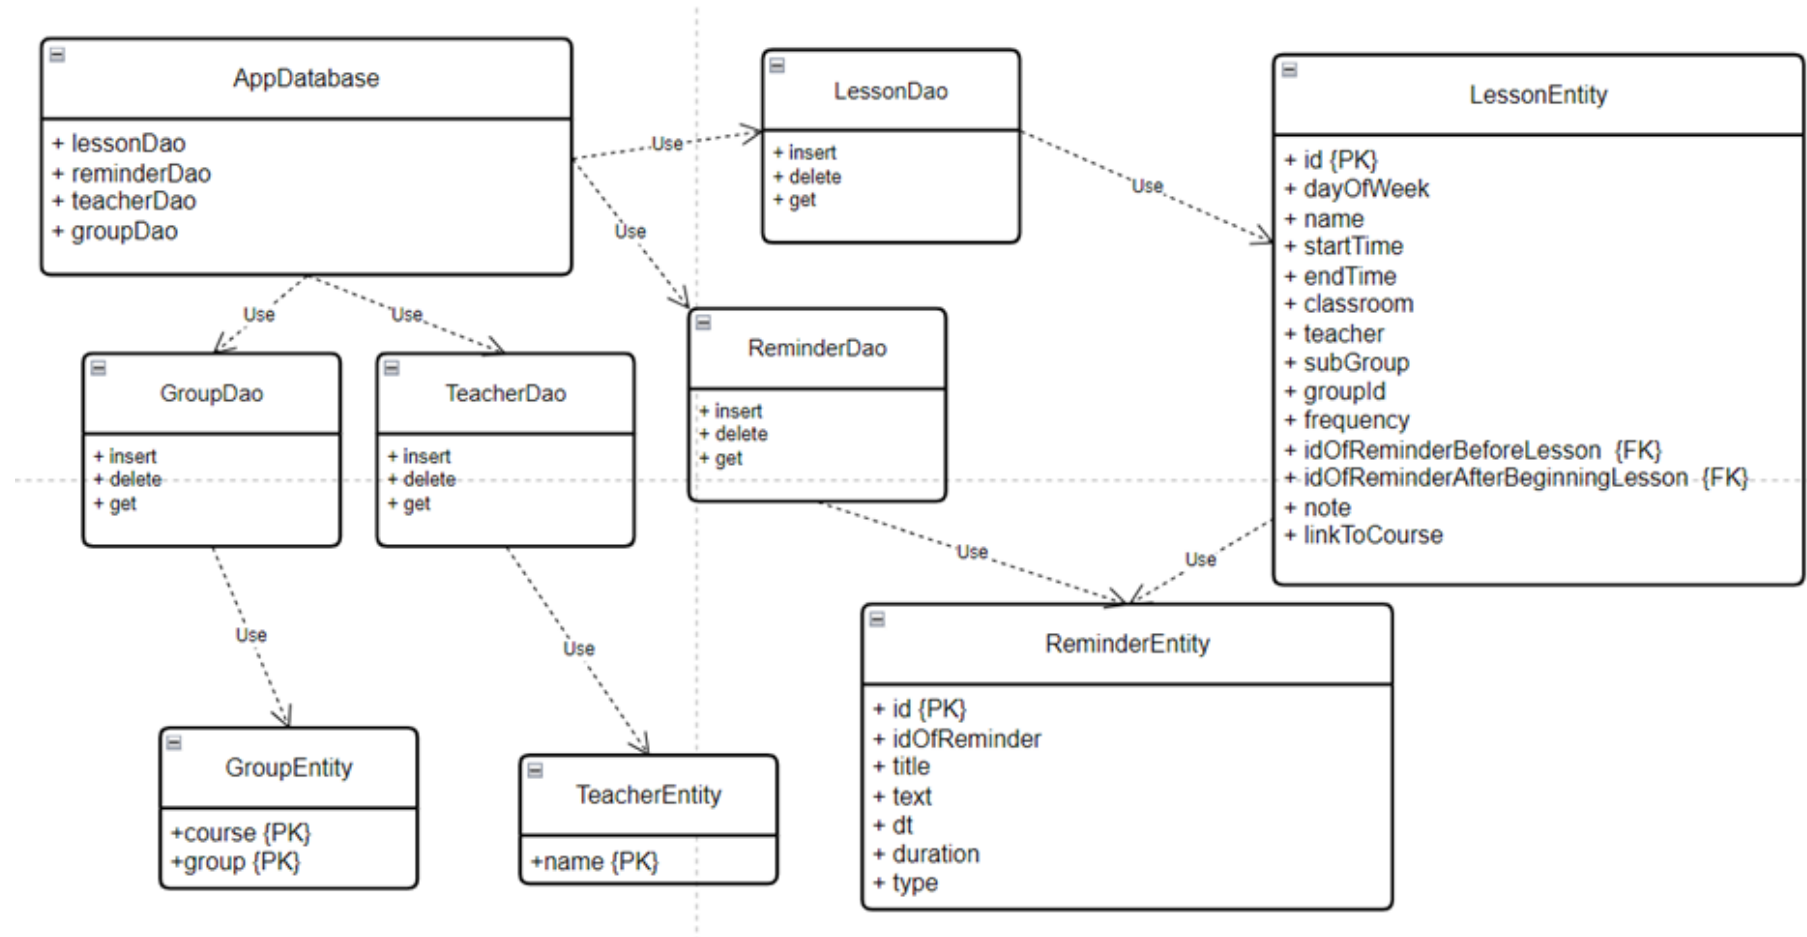 AppDatabase
+ lessonDao
+ reminderDao
+ teacherDao
+ groupDao
Use
Use
Use
Use
LessonDao
+ insert
+ delete
+ get
Use
LessonEntity
+ id {PK}
+ dayOfWeek
+ name
+ startTime
+ endTime
+ classroom
+ teacher
+ subGroup
+ groupId
+ frequency
+ idOfReminderBeforeLesson {FK}
+ idOfReminderAfterBeginningLesson {FK}
+ note
+ linkToCourse
GroupDao
+ insert
+ delete
+ get
TeacherDao
+ insert
+ delete
+ get
ReminderDao
+ insert
+ delete
+ get
Use
Use
Use
Use
GroupEntity
+course {PK}
+group {PK}
TeacherEntity
+name {PK}
ReminderEntity
+ id {PK}
+ idOfReminder
+ title
+ text
+ dt
+ duration
+ type